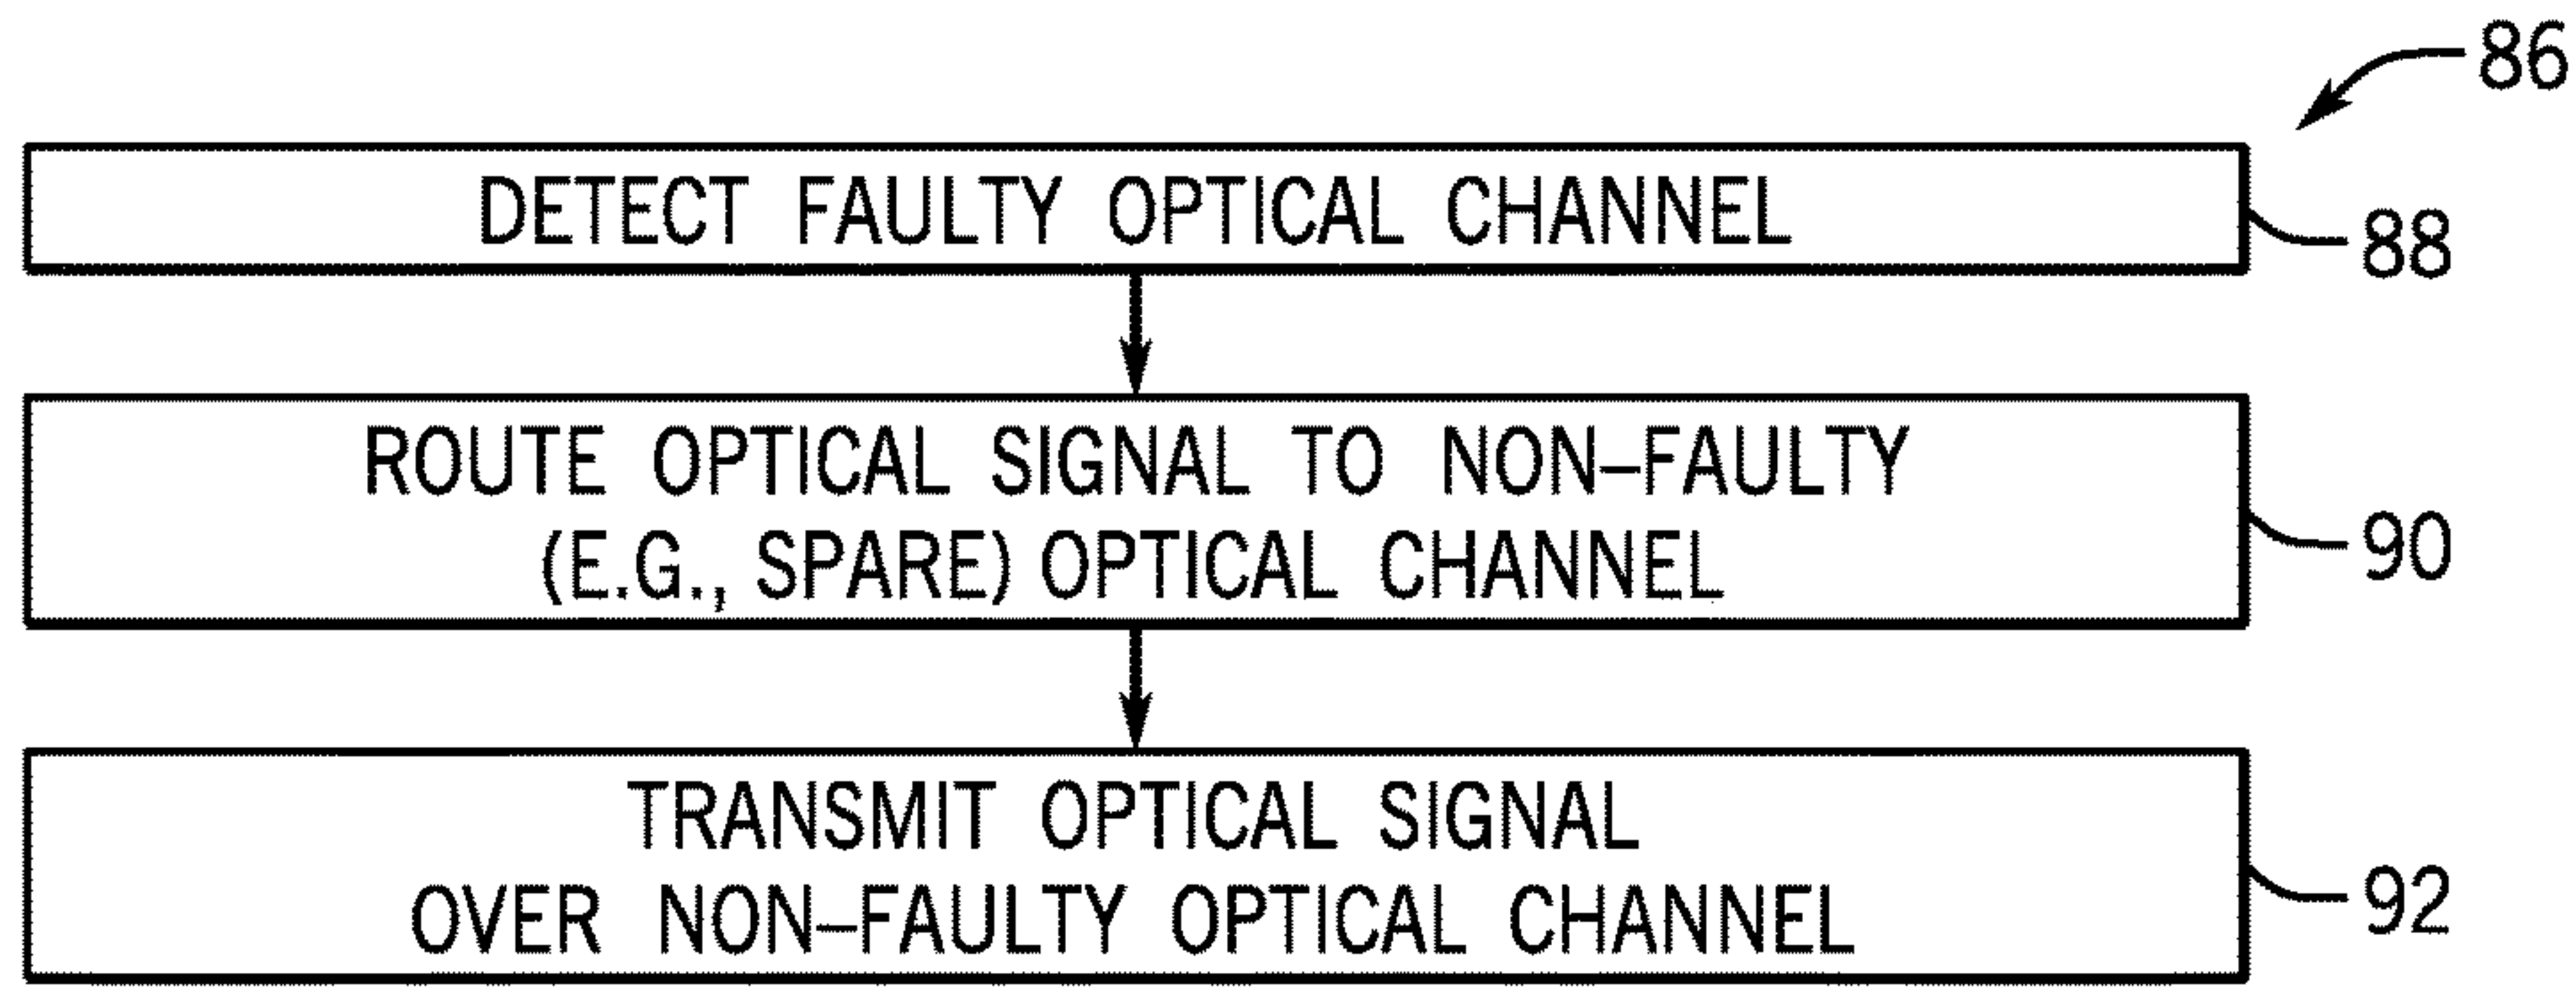 86
DETECT FAULTY OPTICAL CHANNEL
88
ROUTE OPTICAL SIGNAL TO NON–FAULTY
(E.G., SPARE) OPTICAL CHANNEL
90
TRANSMIT OPTICAL SIGNAL
OVER NON–FAULTY OPTICAL CHANNEL
92